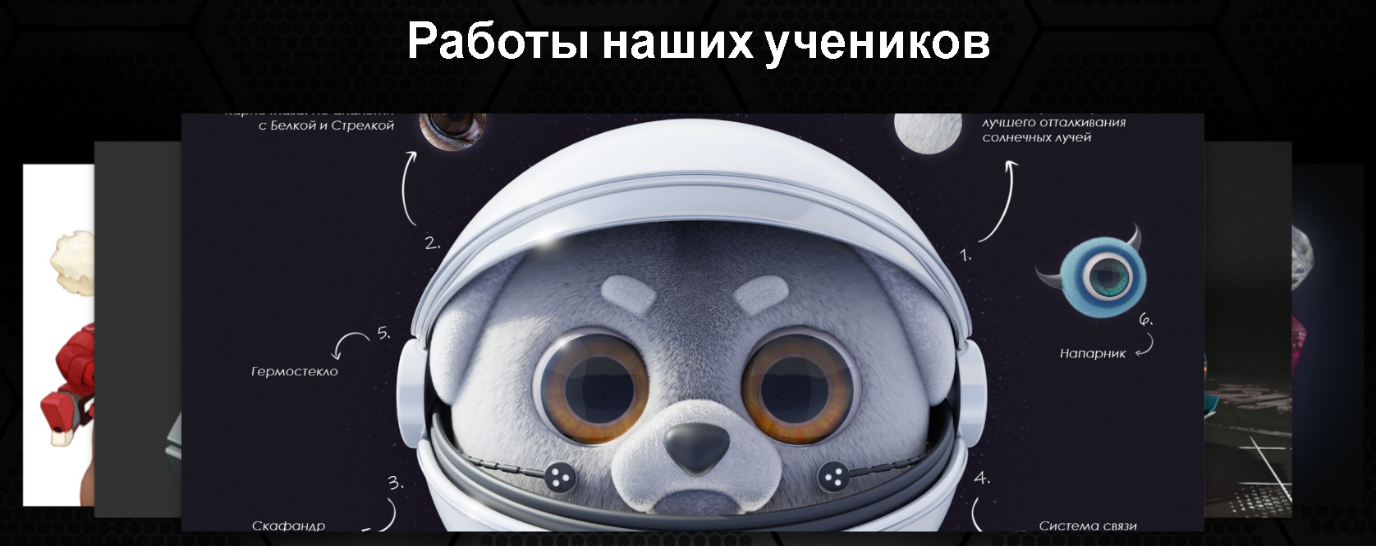 Работы наших учеников
с Белкой и Стрелкой
лучшего отталкивания
солнечных лучей
2.
1.
5.
Гермостекло
6.
Напарник
3.
4.
Скафандр
Система связи